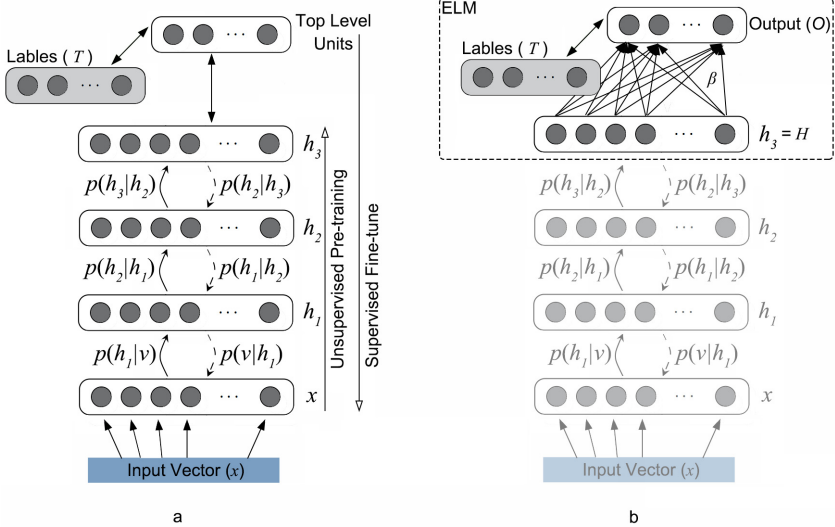 Top Level
Units
Lables ( T )
...
...
h3
p(h3|h2) p(h2|h3)
...
h2
p(h2|h1) p(h1|h2)
...
h1
p(h1|v) p(v|h1)
...
x
Input Vector (x)
Unsupervised Pre-training
Supervised Fine-tune
a
ELM
...
Output (O)
Lables ( T )
...
β
...
h3 = H
p(h3|h2) p(h2|h3)
...
h2
p(h2|h1) p(h1|h2)
...
h1
p(h1|v) p(v|h1)
...
x
Input Vector (x)
b